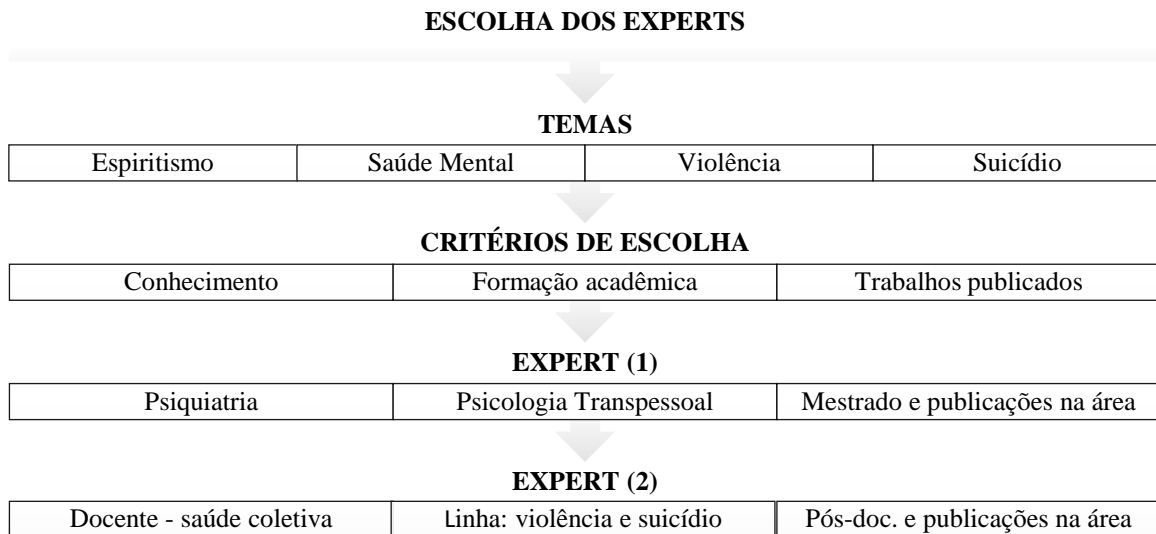 ESCOLHA DOS EXPERTS
TEMAS
Espiritismo Saúde Mental Violência Suicídio
CRITÉRIOS DE ESCOLHA
Conhecimento Formação acadêmica Trabalhos publicados
EXPERT (1)
Psiquiatria Psicologia Transpessoal Mestrado e publicações na área
EXPERT (2)
Docente - saúde coletiva Linha: violência e suicídio Pós-doc. e publicações na área